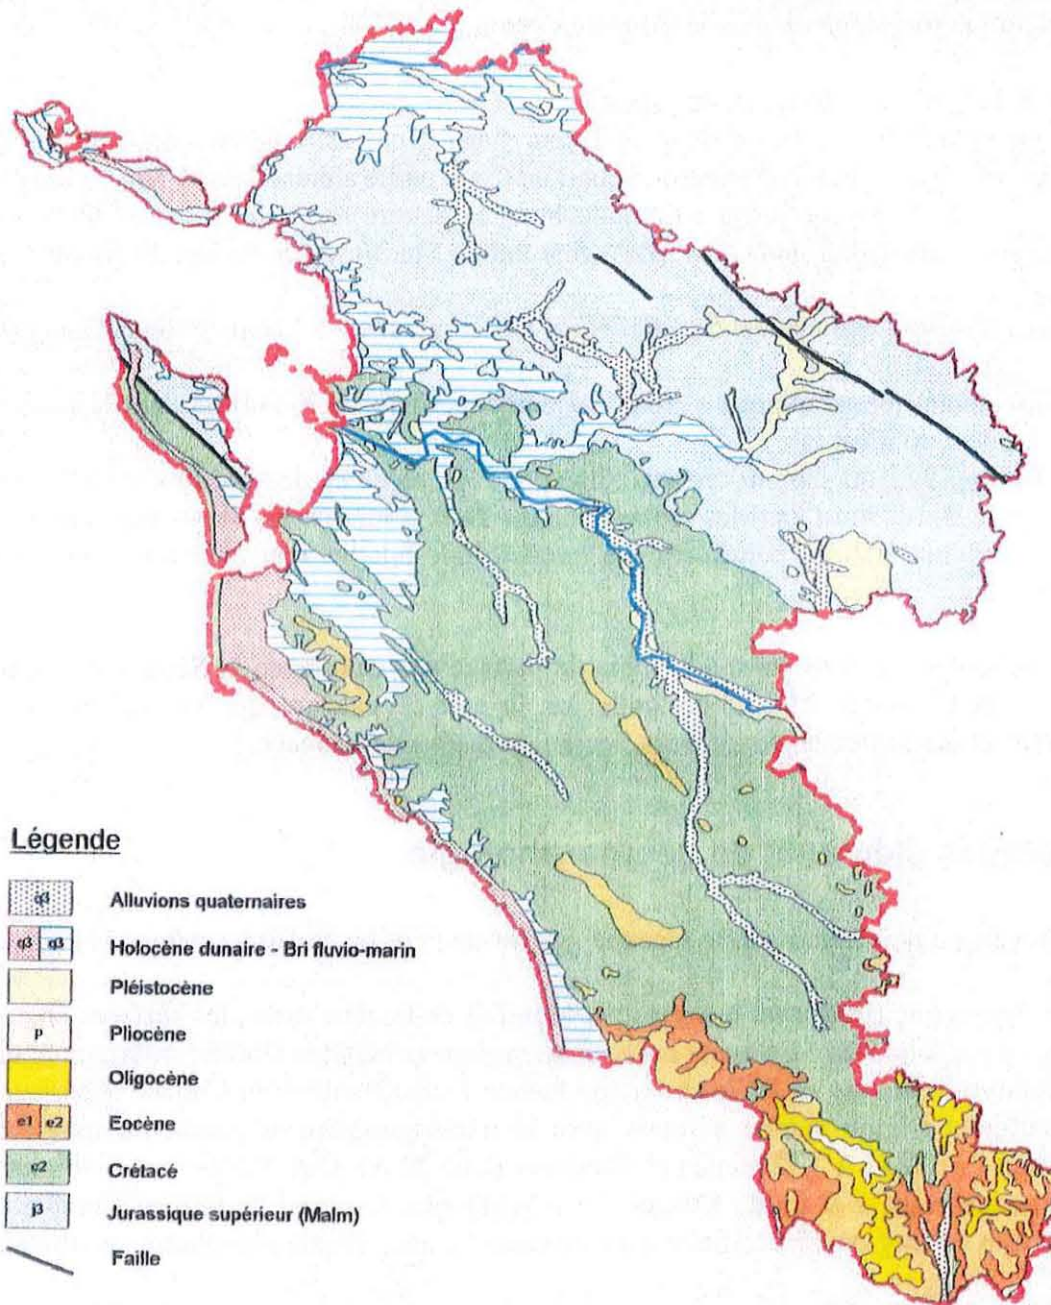 Légende
q3 Alluvions quaternaires
q3 q3 Holocène dunaire - Bri fluvio-marin
Pléistocène
p Pliocène
Oligocène
e1 e2 Eocène
c2 Crétacé
j3 Jurassique supérieur (Malm)
Faille